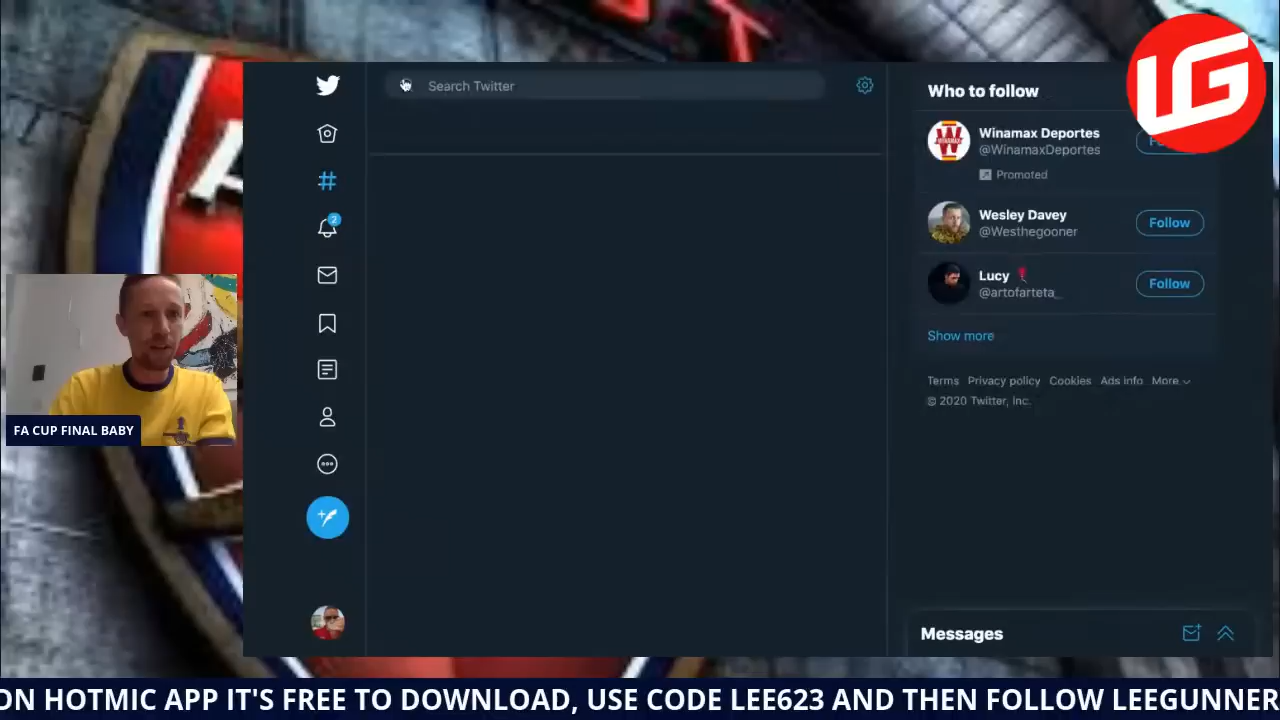 LG
Search Twitter
2
Who to follow
Winamax Deportes
@WinamaxDeportes
Promoted
Wesley Davey
@Westhegooner
Follow
Lucy
@artofarteta_
Follow
Show more
Terms Privacy policy Cookies Ads info More
© 2020 Twitter, Inc.
FA CUP FINAL BABY
Messages
ON HOTMIC APP IT'S FREE TO DOWNLOAD, USE CODE LEE623 AND THEN FOLLOW LEEGUNNER